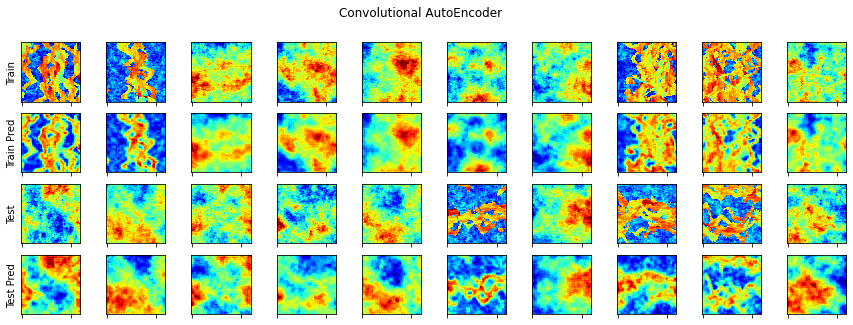 Convolutional AutoEncoder
Train
Train Pred
Test
Test Pred